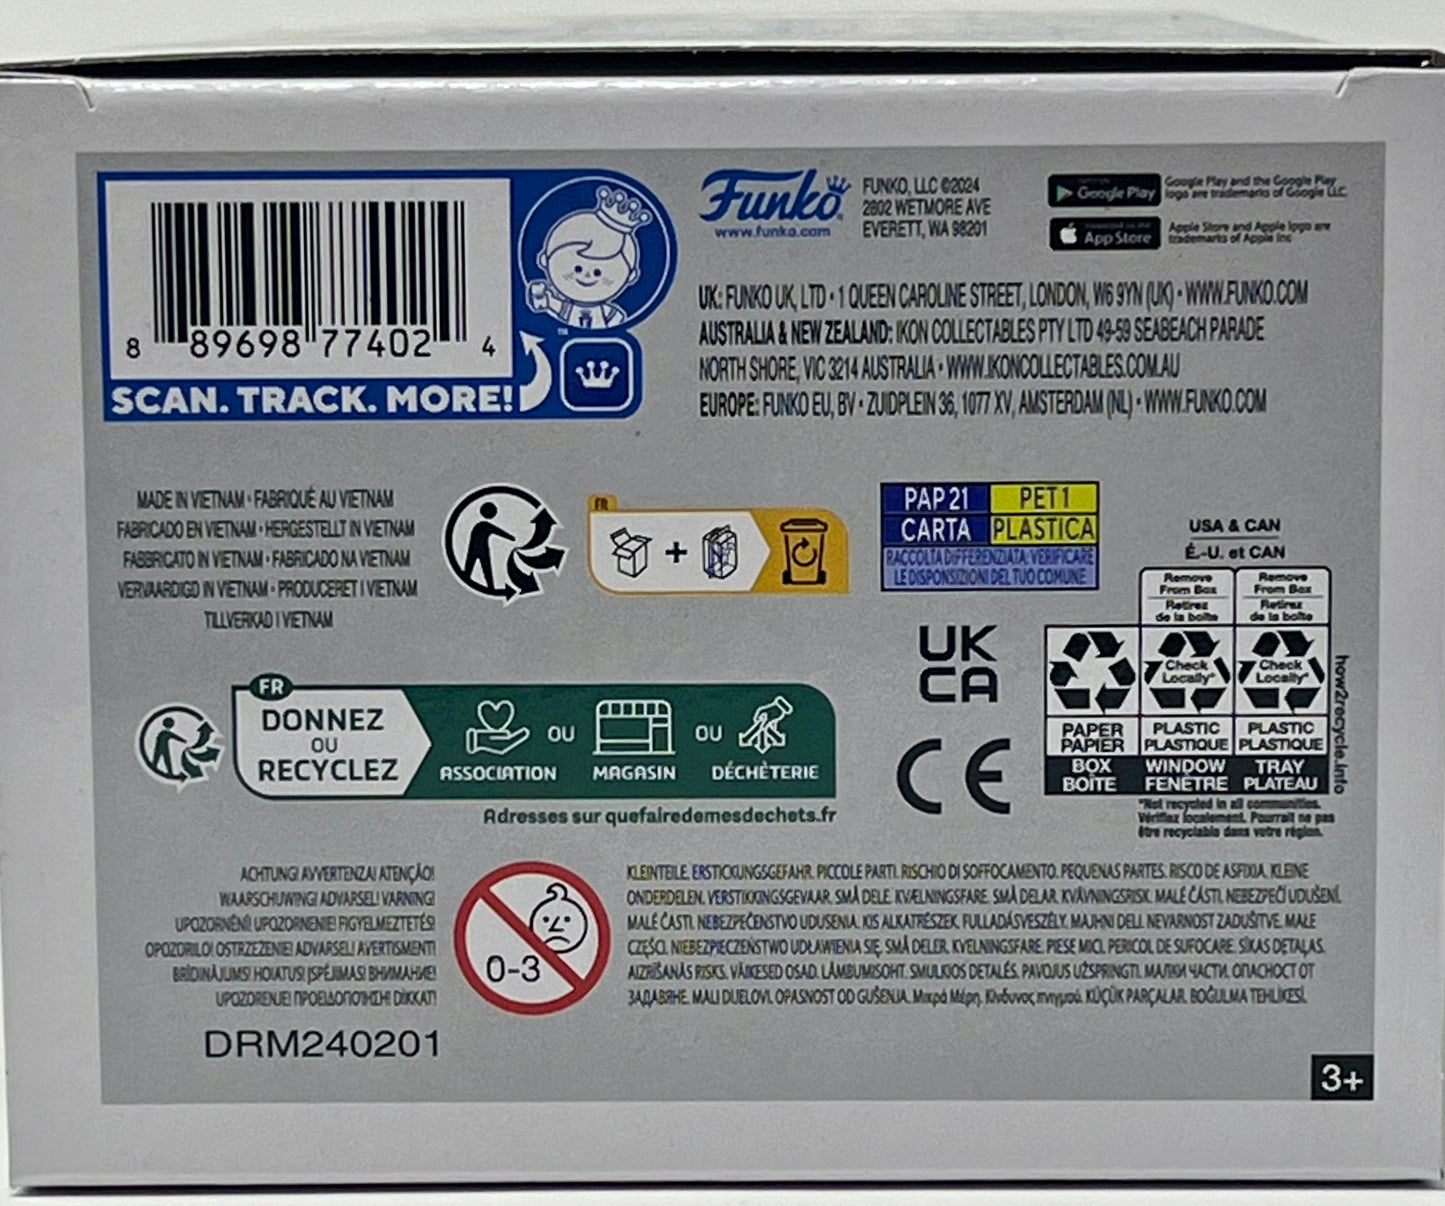 8 89698 77402 4
SCAN. TRACK. MORE!
Funko
www.funko.com
FUNKO, LLC ©2024
2802 WETMORE AVE
EVERETT, WA 98201
Google Play
Google Play and the Google Play
logo are trademarks of Google LLC.
App Store
Apple Store and Apple logo are
trademarks of Apple Inc
UK: FUNKO UK, LTD • 1 QUEEN CAROLINE STREET, LONDON, W6 9YN (UK) • WWW.FUNKO.COM
AUSTRALIA & NEW ZEALAND: IKON COLLECTABLES PTY LTD 49-59 SEABEACH PARADE
NORTH SHORE, VIC 3214 AUSTRALIA • WWW.IKONCOLLECTABLES.COM.AU
EUROPE: FUNKO EU, BV • ZUIDPLEIN 36, 1077 XV, AMSTERDAM (NL) • WWW.FUNKO.COM
MADE IN VIETNAM • FABRIQUÉ AU VIETNAM
FABRICADO EN VIETNAM • HERGESTELLT IN VIETNAM
FABBRICATO IN VIETNAM • FABRICADO NA VIETNAM
VERVAARDIGD IN VIETNAM • PRODUCERET I VIETNAM
TILLVERKAD I VIETNAM
FR
+
PAP 21 PET 1
CARTA PLASTICA
RACCOLTA DIFFERENZIATA. VERIFICARE
LE DISPONSIZIONI DEL TUO COMUNE
USA & CAN
É.-U. et CAN
Remove
From Box
Retirez
de la boîte
Remove
From Box
Retirez
de la boîte
Check
Locally*
Check
Locally*
PAPER
PAPIER
PLASTIC
PLASTIQUE
PLASTIC
PLASTIQUE
BOX
BOÎTE
WINDOW
FENÊTRE
TRAY
PLATEAU
how2recycle.info
*Not recycled in all communities.
Vérifiez localement. Pourrait ne pas
être recyclable dans votre région.
UK
CA
CE
FR
DONNEZ
OU
RECYCLEZ
ASSOCIATION OU MAGASIN OU DÉCHÈTERIE
Adresses sur quefairedemesdechets.fr
ACHTUNG! AVVERTENZA! ATENÇÃO!
WAARSCHUWING! ADVARSEL! VARNING!
UPOZORNĚNÍ! UPOZORNENIE! FIGYELMEZTETÉS!
OPOZORILO! OSTRZEŻENIE! ADVARSEL! AVERTISMENT!
BRĪDINĀJUMS! HOIATUS! ĮSPĖJIMAS! ВНИМАНИЕ!
UPOZORENJE! ΠΡΟΕΙΔΟΠΟΙΗΣΗ! DİKKAT!
0-3
KLEINTEILE. ERSTICKUNGSGEFAHR. PICCOLE PARTI. RISCHIO DI SOFFOCAMENTO. PEQUENAS PARTES. RISCO DE ASFIXIA. KLEINE
ONDERDELEN. VERSTIKKINGSGEVAAR. SMÅ DELE. KVÆLNINGSFARE. SMÅ DELAR. KVÄVNINGSRISK. MALÉ ČÁSTI. NEBEZPEČÍ UDUŠENÍ.
MALÉ ČASTI. NEBEZPEČENSTVO UDUSENIA. KIS ALKATRÉSZEK. FULLADÁSVESZÉLY. MAJHNI DELI. NEVARNOST ZADUŠITVE. MAŁE
CZĘŚCI. NIEBEZPIECZEŃSTWO UDŁAWIENIA SIĘ. SMÅ DELER. KVELNINGSFARE. PIESE MICI. PERICOL DE SUFOCARE. SĪKAS DETAĻAS.
AIZRĪŠANĀS RISKS. VÄIKESED OSAD. LÄMBUMISOHT. SMULKIOS DETALĖS. PAVOJUS UŽSPRINGTI. МАЛКИ ЧАСТИ. ОПАСНОСТ ОТ
ЗАДАВЯНЕ. MALI DIJELOVI. OPASNOST OD GUŠENJA. Μικρά Μέρη. Κίνδυνος πνιγμού. KÜÇÜK PARÇALAR. BOĞULMA TEHLİKESİ.
DRM240201
3+